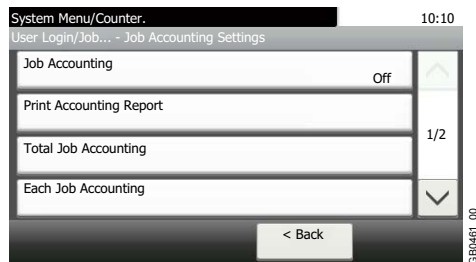 System Menu/Counter.
10:10
User Login/Job... - Job Accounting Settings
Job Accounting
Off
Print Accounting Report
1/2
Total Job Accounting
Each Job Accounting
< Back
GB0461_00